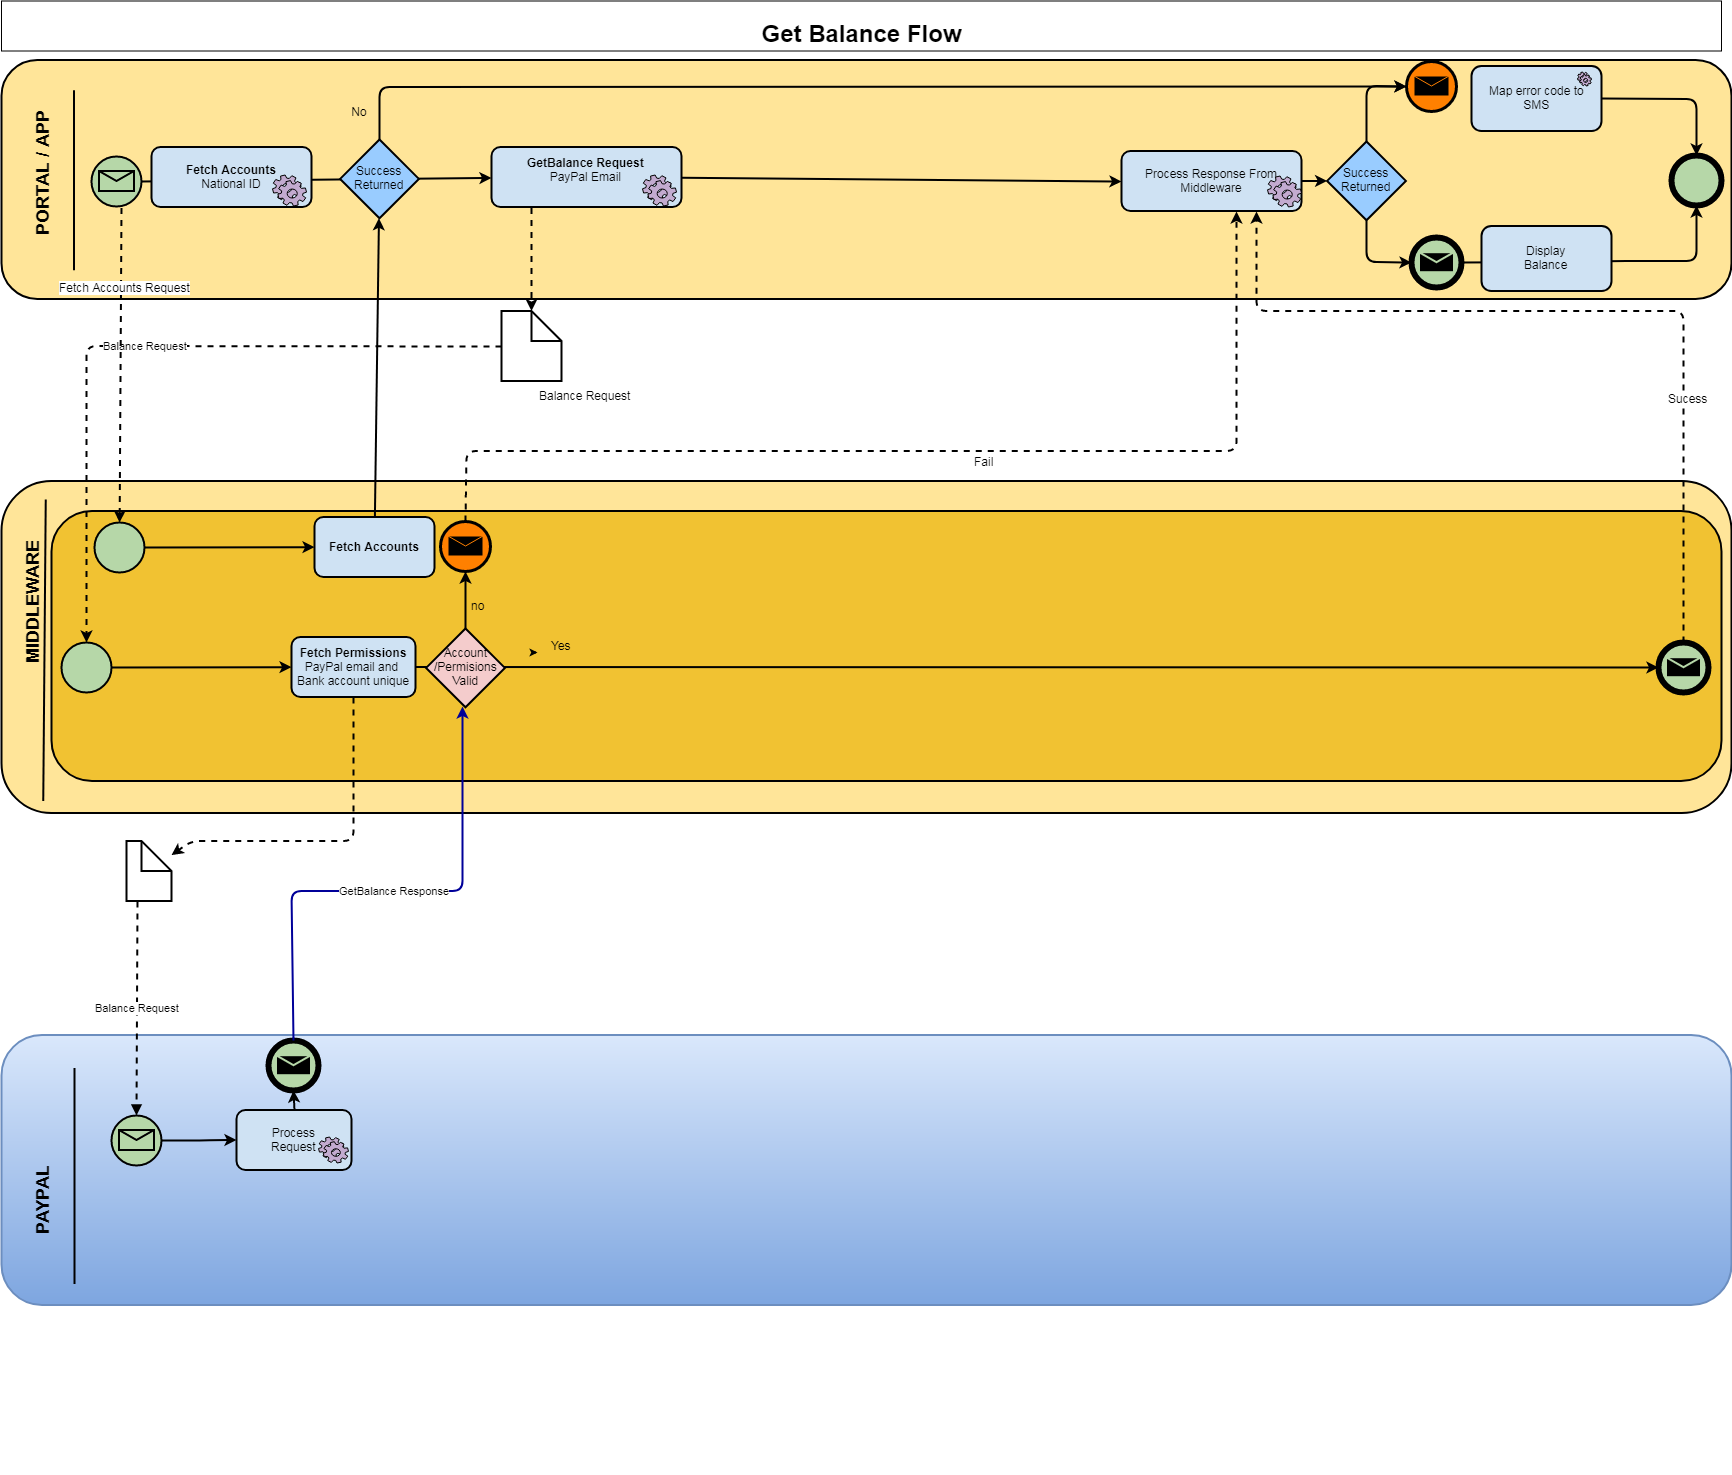 Get Balance Flow
PORTAL / APP
No
Fetch Accounts
National ID
Success
Returned
GetBalance Request
PayPal Email
Process Response From
Middleware
Success
Returned
Map error code to
SMS
Display
Balance
Fetch Accounts Request
Balance Request
Balance Request
Sucess
Fail
MIDDLEWARE
Fetch Accounts
no
Fetch Permissions
PayPal email and
Bank account unique
Account
/Permisions
Valid
Yes
GetBalance Response
Balance Request
PAYPAL
Process
Request